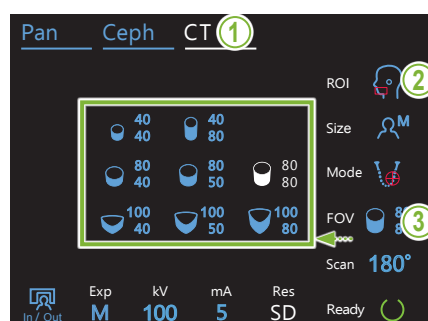 Pan Ceph CT 1
ROI 2
40 40
40 80
Size M
80 80 80
40 50 80
Mode
100 100 100
40 50 80
FOV 8 3
8
Scan 180°
Exp kV mA Res
In / Out M 100 5 SD
Ready